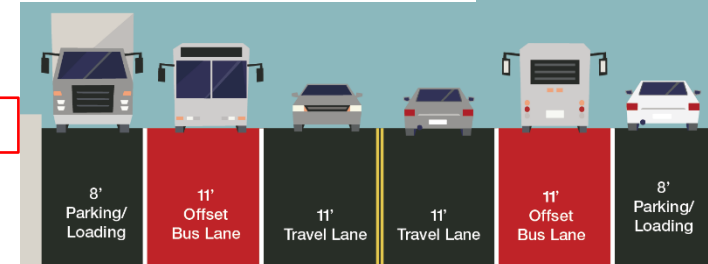 8’
Parking/
Loading
11’
Offset
Bus Lane
11’
Travel Lane
11’
Travel Lane
11’
Offset
Bus Lane
8’
Parking/
Loading